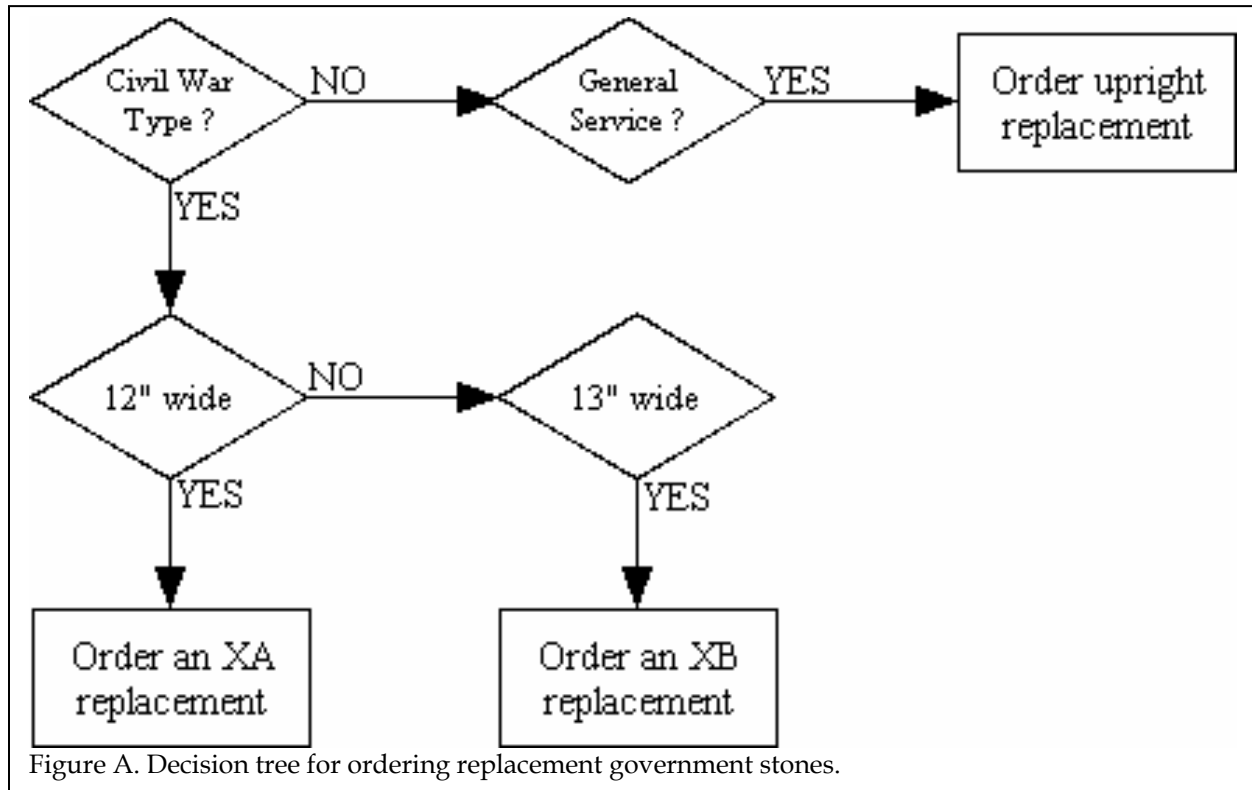 Civil War
Type ?
NO
General
Service ?
YES
Order upright
replacement
YES
12" wide
NO
13" wide
YES
YES
Order an XA
replacement
Order an XB
replacement
Figure A. Decision tree for ordering replacement government stones.